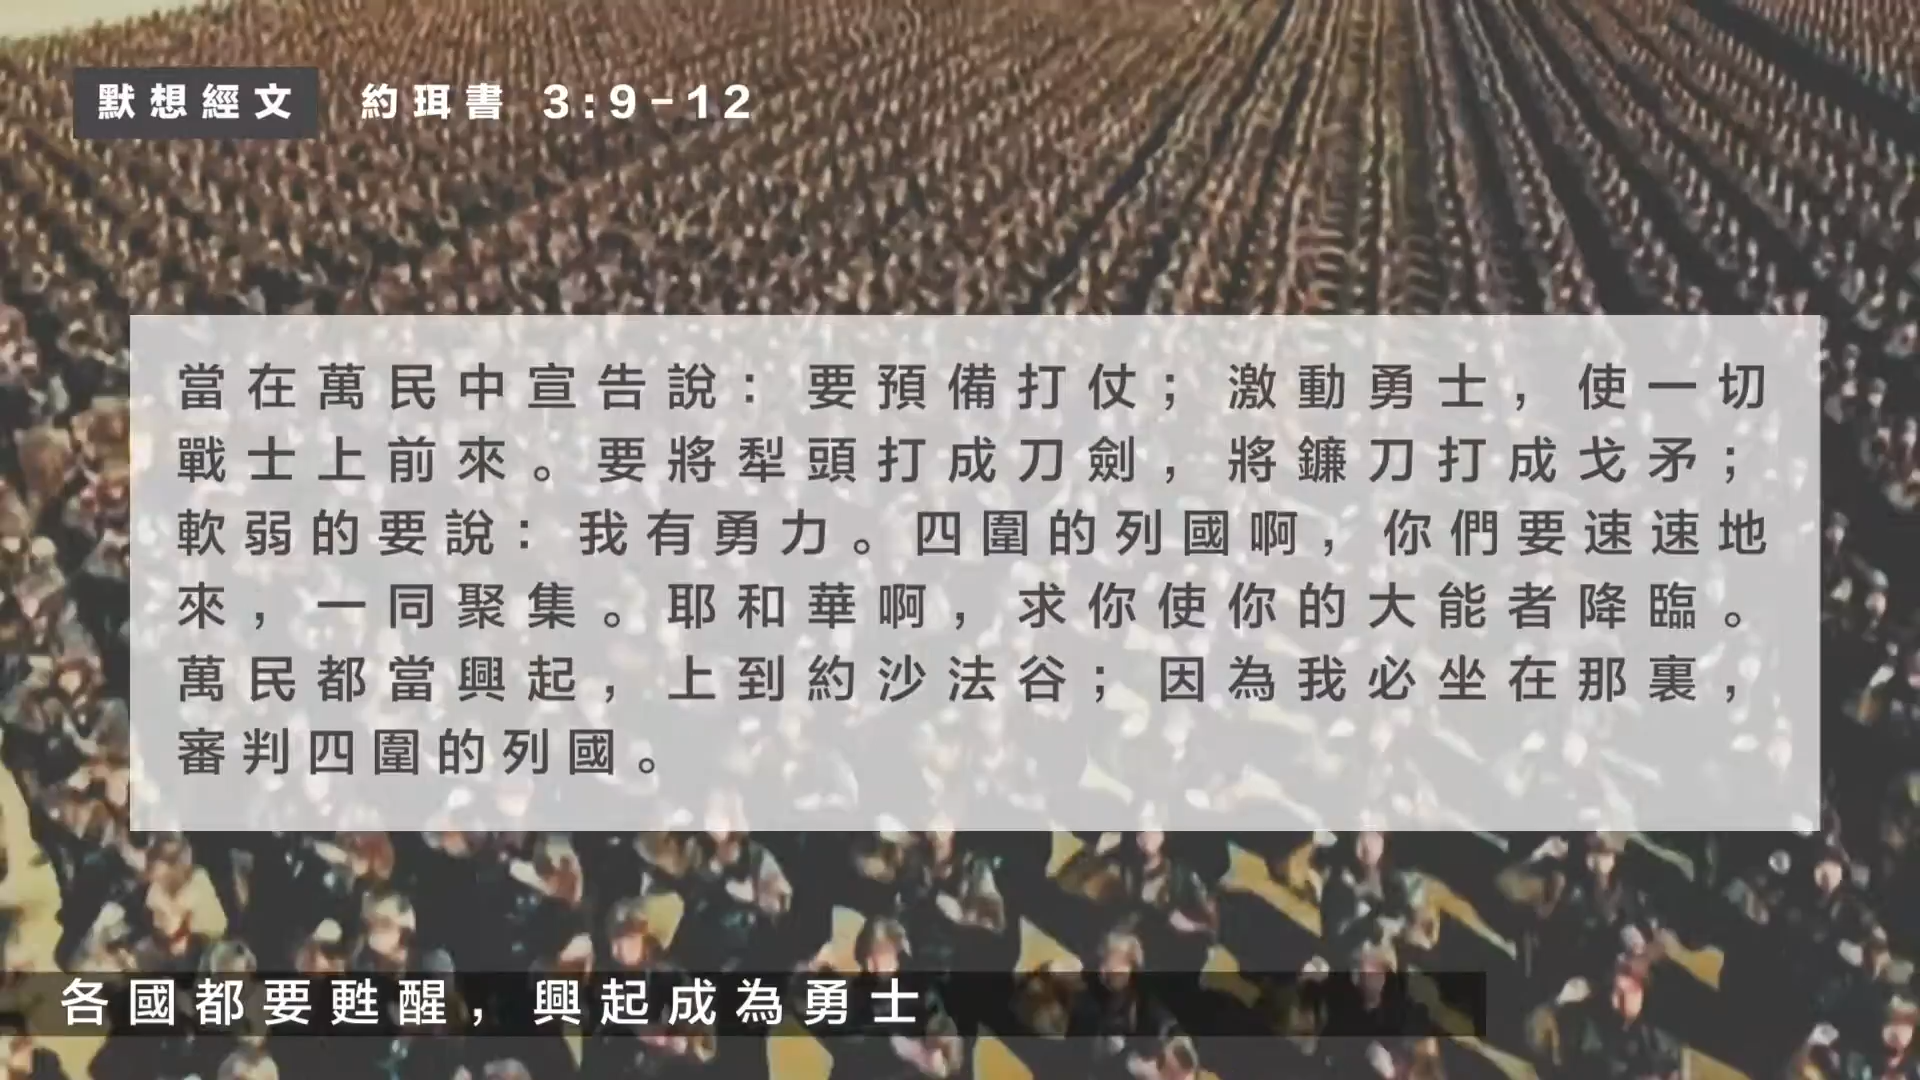 默想經文
約珥書 3:9-12
當在萬民中宣告說：要預備打仗；激動勇士，使一切
戰士上前來。要將犁頭打成刀劍，將鐮刀打成戈矛；
軟弱的要說：我有勇力。四圍的列國啊，你們要速速地
來，一同聚集。耶和華啊，求你使你的大能者降臨。
萬民都當興起，上到約沙法谷；因為我必坐在那裏，
審判四圍的列國。
各國都要甦醒，興起成為勇士